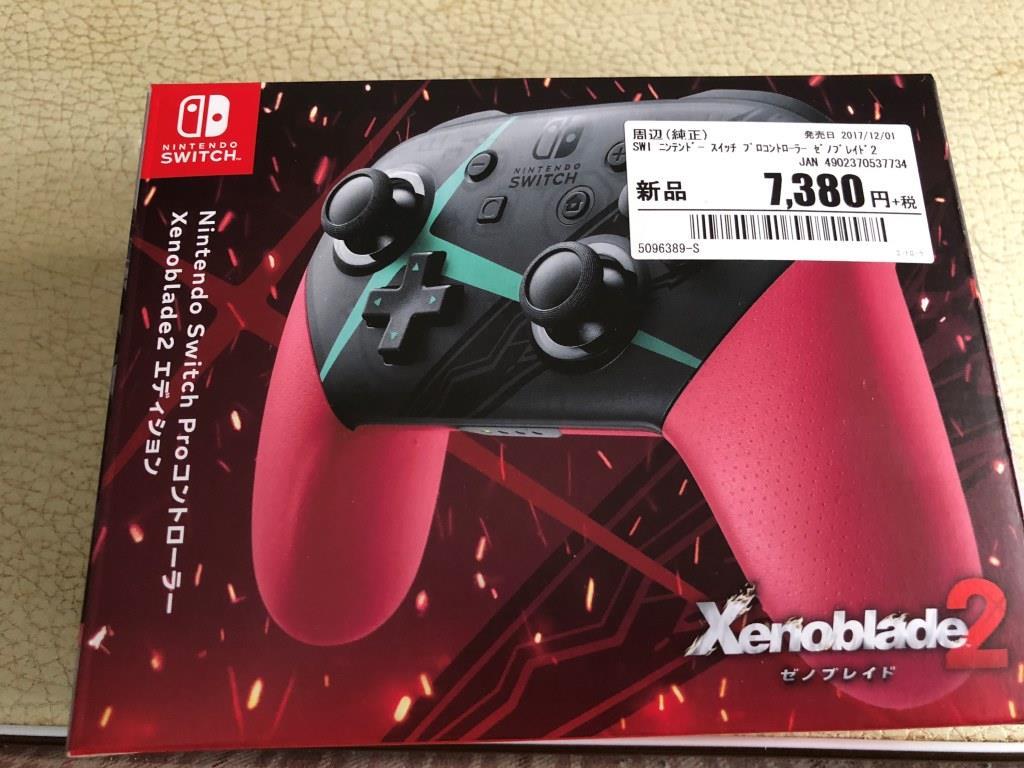 NINTENDO
SWITCH™
Nintendo Switch Proコントローラー
Xenoblade2 エディション
NINTENDO
SWITCH
周辺(純正)
発売日 2017/12/01
SWI ニンテンドー スイッチ プロコントローラー ゼノブレイド2
JAN 4902370537734
新品 7,380円+税
5096389-S
Xenoblade2
ゼノブレイド